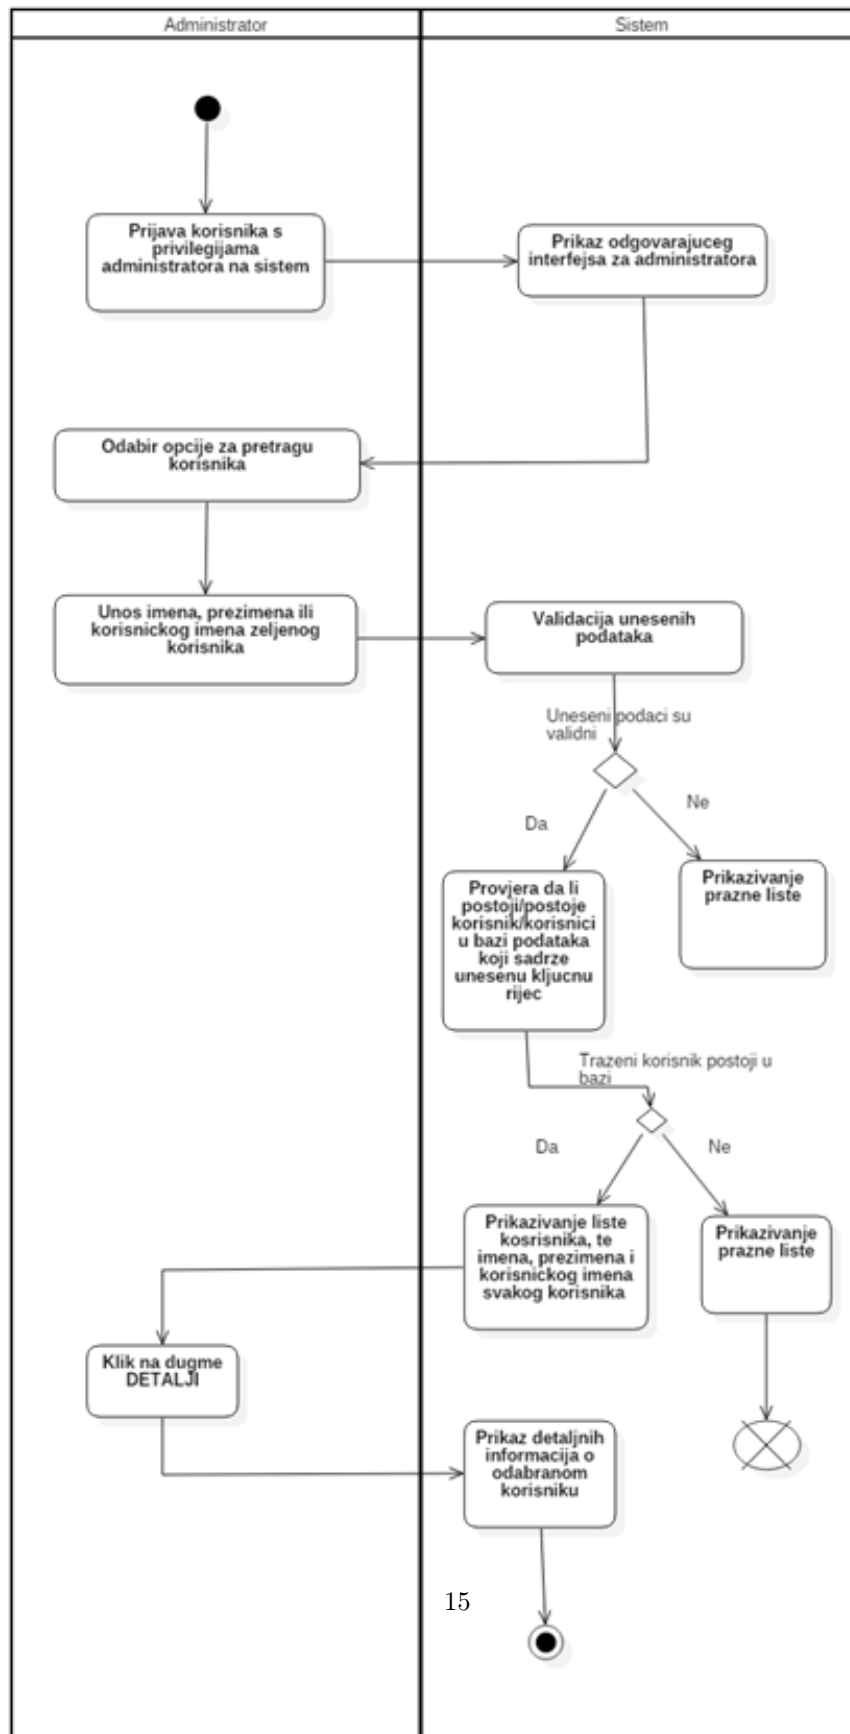 Administrator
Sistem
Prijava korisnika s
privilegijama
administratora na sistem
Prikaz odgovarajuceg
interfejsa za administratora
Odabir opcije za pretragu
korisnika
Unos imena, prezimena ili
korisnickog imena zeljenog
korisnika
Validacija unesenih
podataka
Uneseni podaci su
validni
Da
Ne
Provjera da li
postoji/postoje
korisnik/korisnici
u bazi podataka
koji sadrze
unesenu kljucnu
rijec
Prikazivanje
prazne liste
Trazeni korisnik postoji u
bazi
Da
Ne
Prikazivanje liste
kosrisnika, te
imena, prezimena i
korisnickog imena
svakog korisnika
Prikazivanje
prazne liste
Klik na dugme
DETALJI
Prikaz detaljnih
informacija o
odabranom
korisniku
15